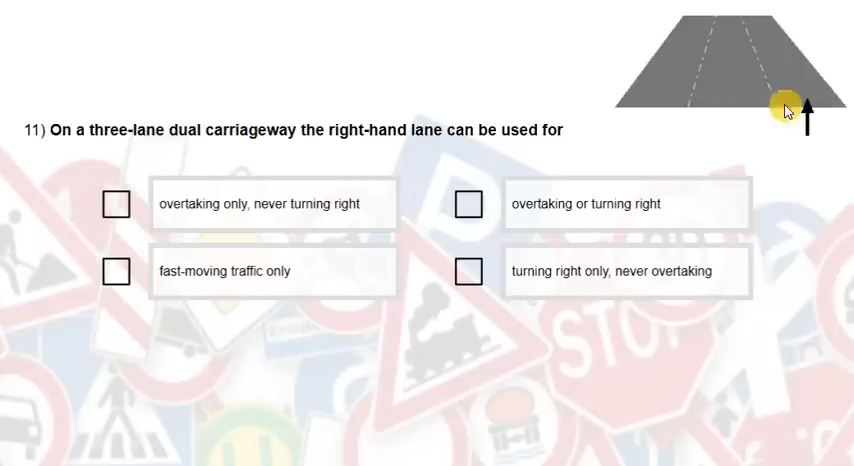 11) On a three-lane dual carriageway the right-hand lane can be used for
overtaking only, never turning right
overtaking or turning right
fast-moving traffic only
turning right only, never overtaking
P
STOP